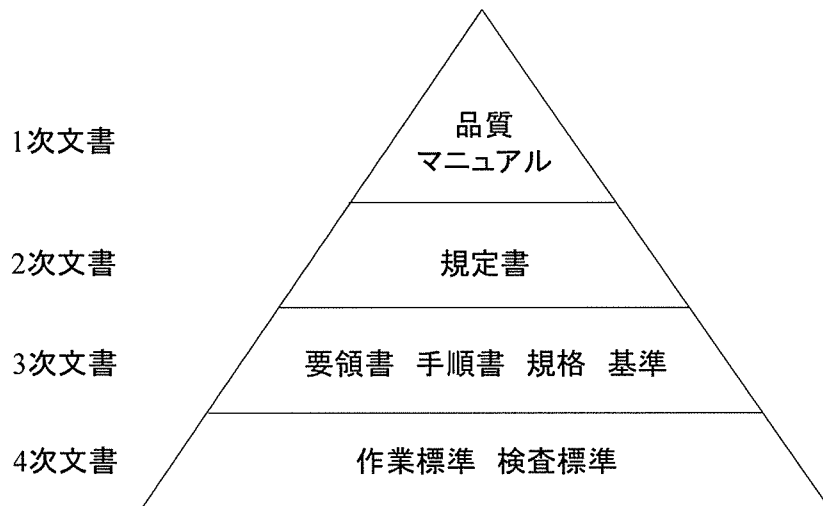 1次文書
品質
マニュアル
2次文書
規定書
3次文書
要領書 手順書 規格 基準
4次文書
作業標準 検査標準